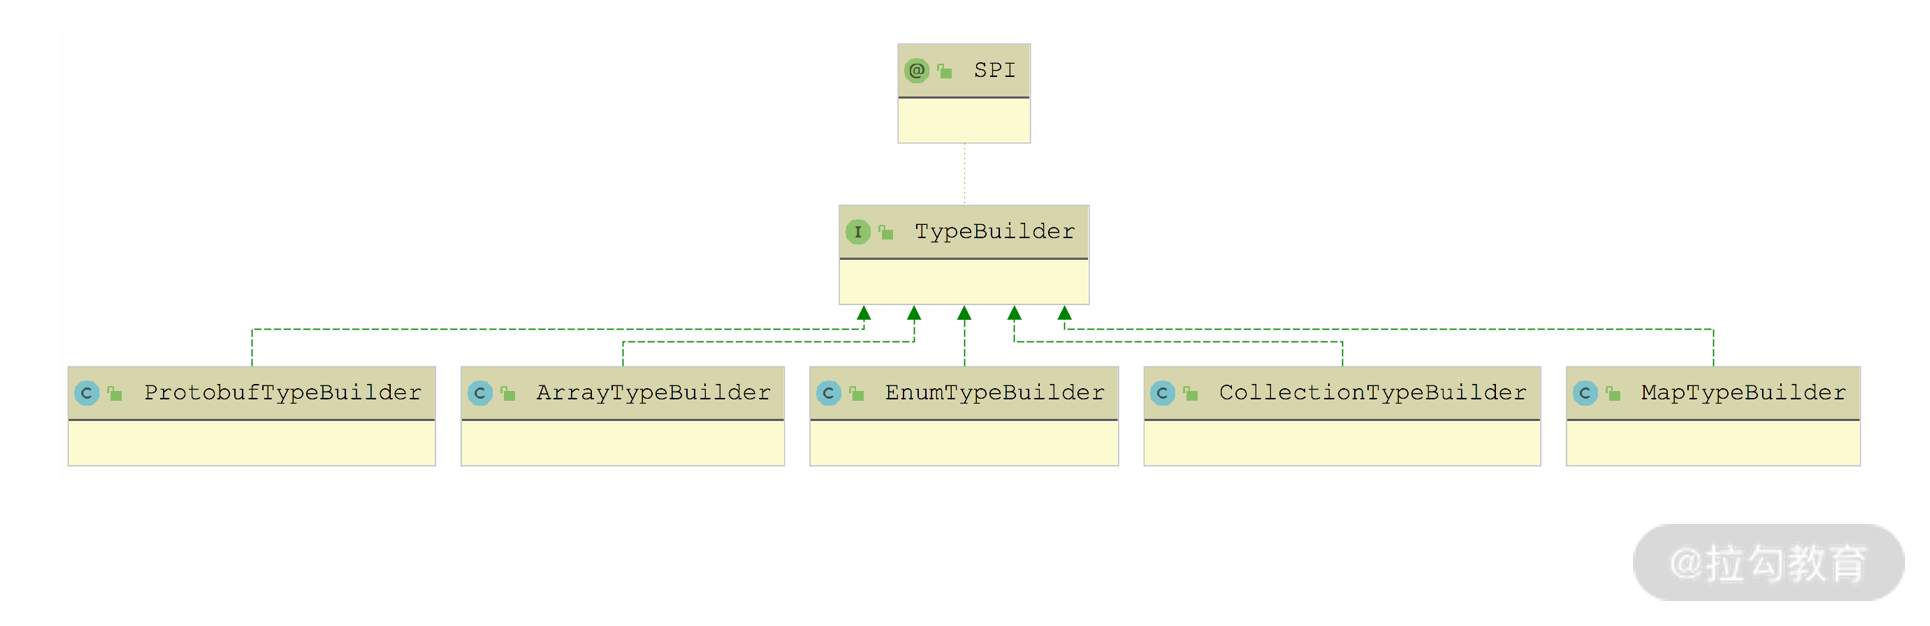 @ SPI
I TypeBuilder
C ProtobufTypeBuilder
C ArrayTypeBuilder
C EnumTypeBuilder
C CollectionTypeBuilder
C MapTypeBuilder
@拉勾教育